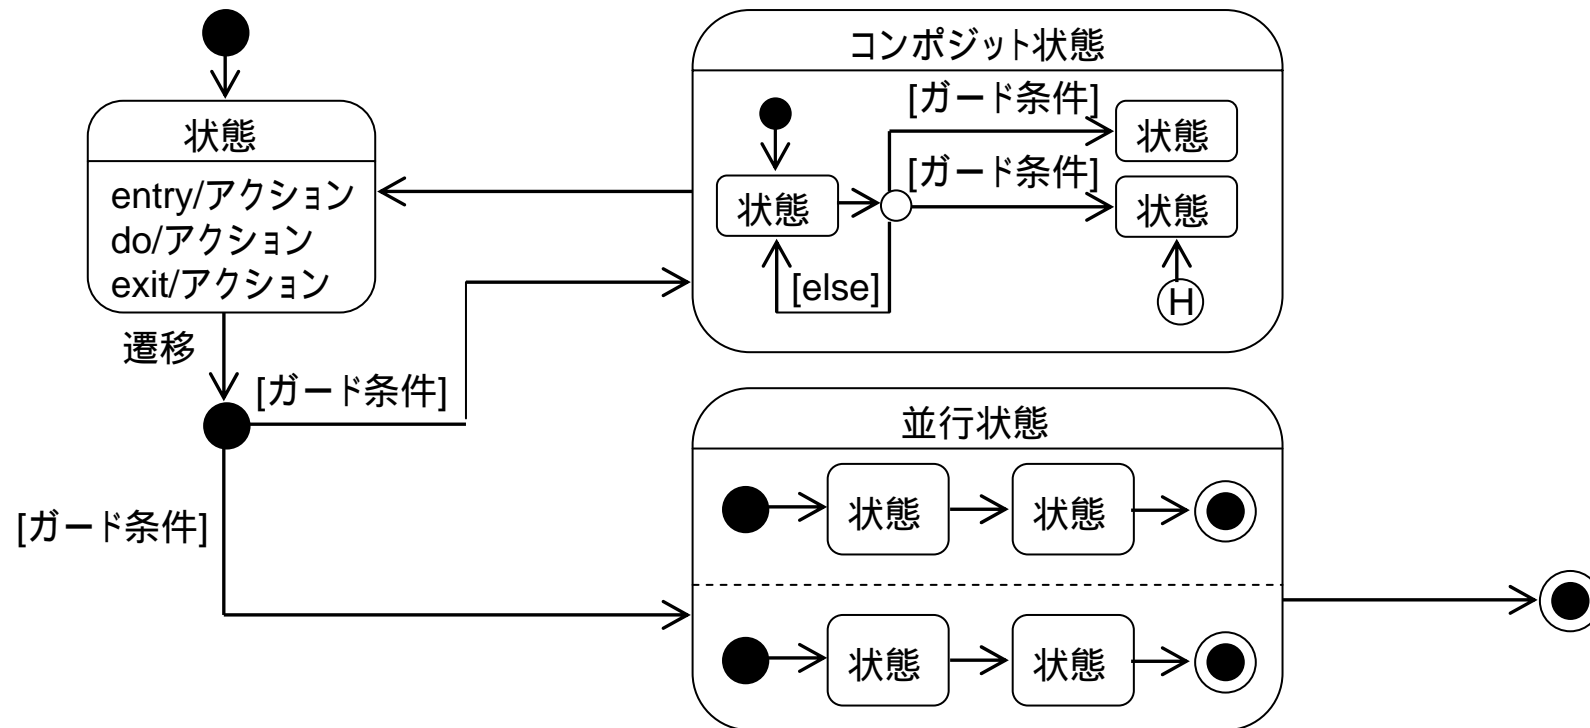 状態
entry/アクション
do/アクション
exit/アクション
遷移
[ガード条件]
[ガード条件]
コンポジット状態
[ガード条件]
状態
[ガード条件]
状態
状態
[else]
H
並行状態
状態
状態
状態
状態